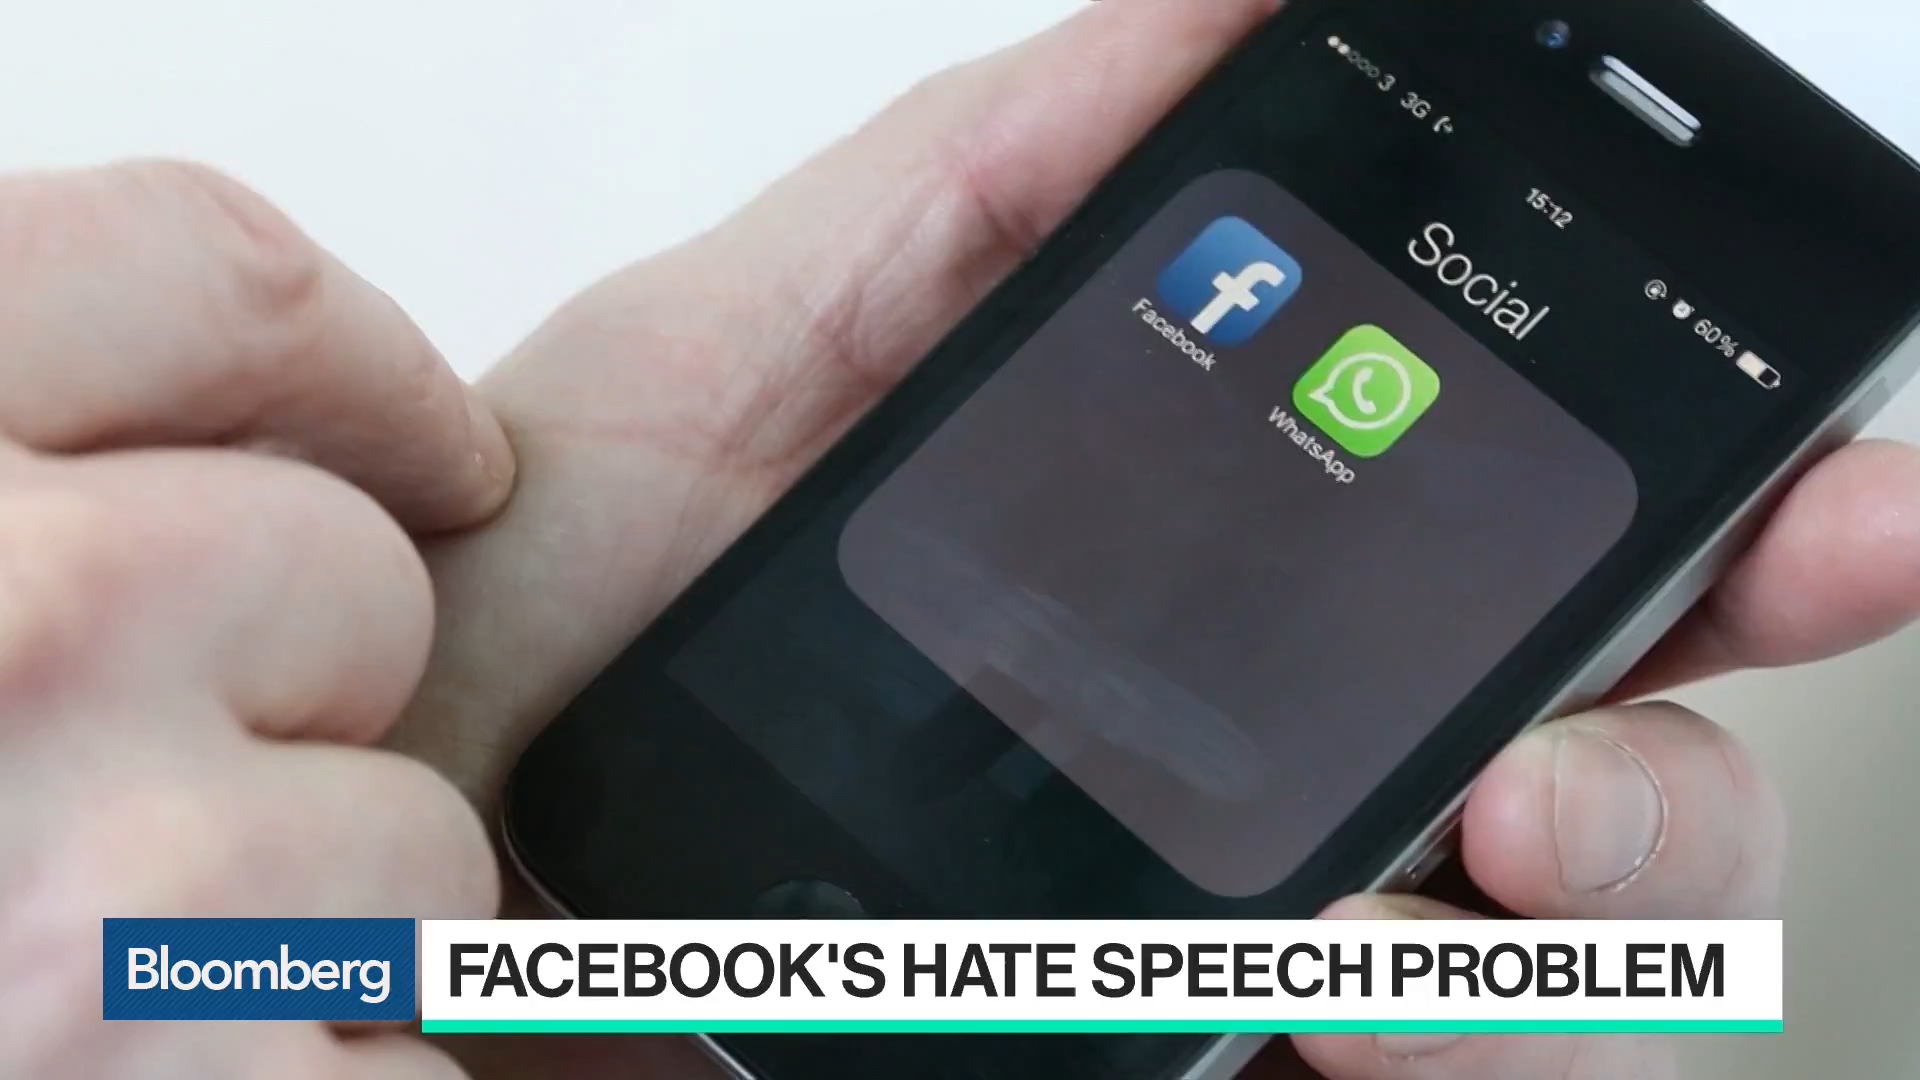 3 3G
15:12
60%
Social
Facebook
WhatsApp
Bloomberg
FACEBOOK'S HATE SPEECH PROBLEM